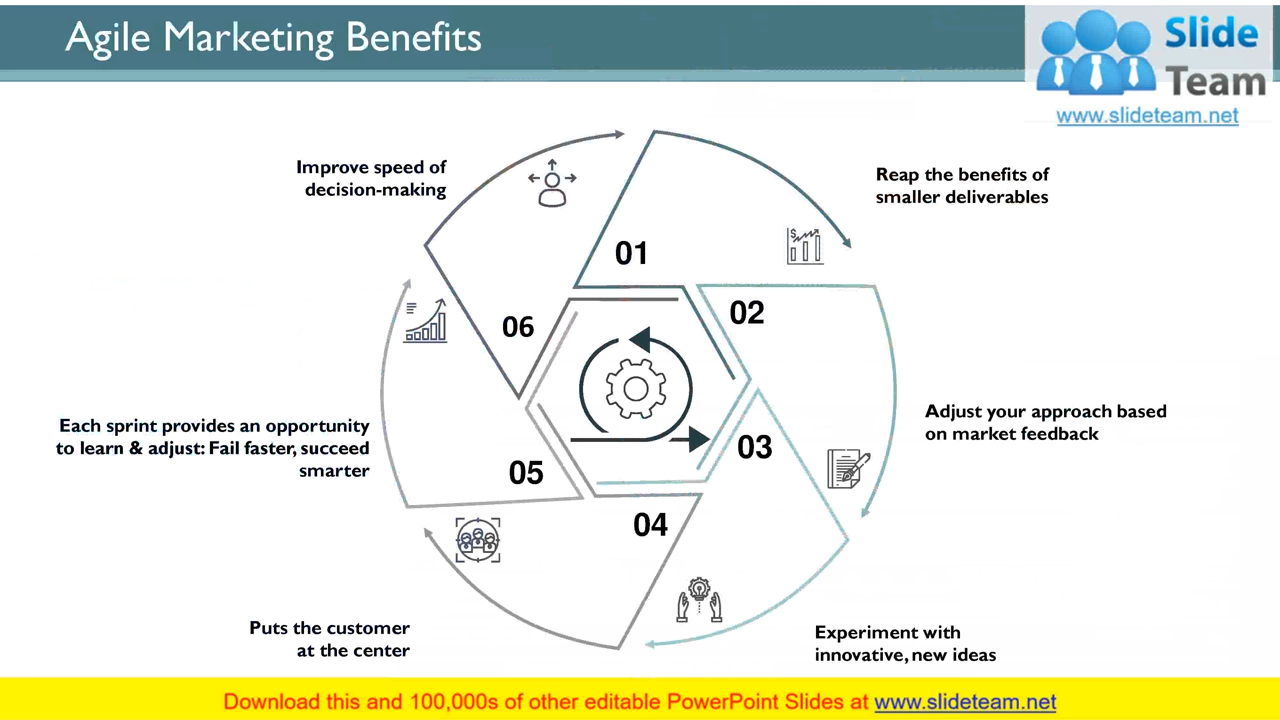 Agile Marketing Benefits
Slide
Team
www.slideteam.net
Improve speed of
decision-making
Reap the benefits of
smaller deliverables
01
02
06
Each sprint provides an opportunity
to learn & adjust: Fail faster, succeed
smarter
Adjust your approach based
on market feedback
03
05
04
Puts the customer
at the center
Experiment with
innovative, new ideas
Download this and 100,000s of other editable PowerPoint Slides at www.slideteam.net